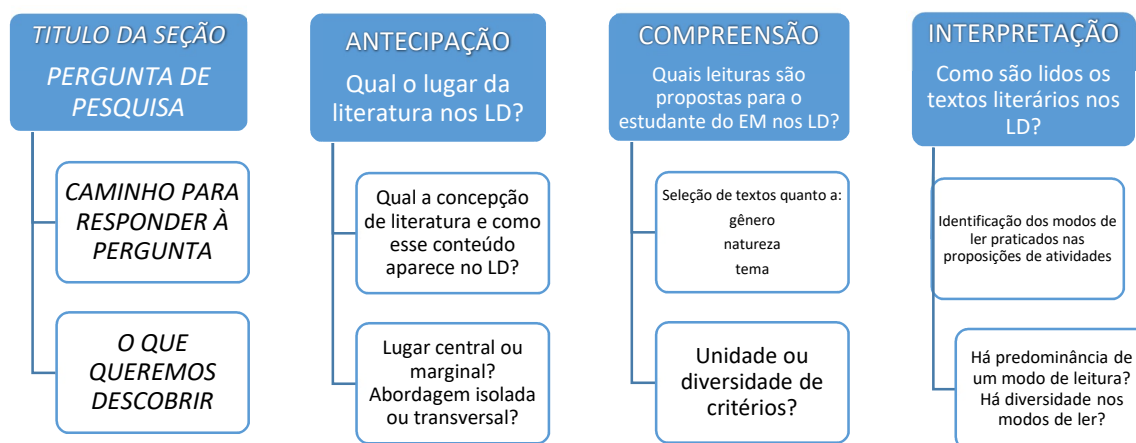 TITULO DA SEÇÃO
PERGUNTA DE
PESQUISA
CAMINHO PARA
RESPONDER À
PERGUNTA
O QUE
QUEREMOS
DESCOBRIR
ANTECIPAÇÃO
Qual o lugar da
literatura nos LD?
Qual a concepção
de literatura e como
esse conteúdo
aparece no LD?
Lugar central ou
marginal?
Abordagem isolada
ou transversal?
COMPREENSÃO
Quais leituras são
propostas para o
estudante do EM nos LD?
Seleção de textos quanto a:
gênero
natureza
tema
Unidade ou
diversidade de
critérios?
INTERPRETAÇÃO
Como são lidos os
textos literários nos
LD?
Identificação dos modos de
ler praticados nas
proposições de atividades
Há predominância de
um modo de leitura?
Há diversidade nos
modos de ler?